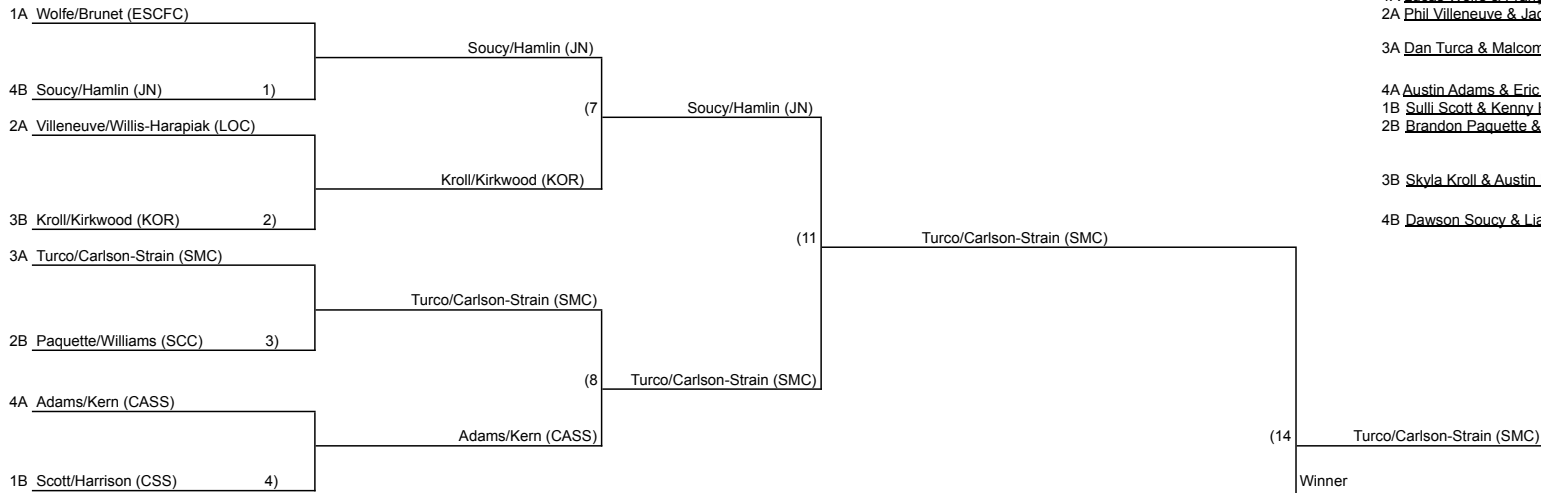 1A Wolfe/Brunet (ESCFC)
2A Phil Villeneuve & Jac
Soucy/Hamlin (JN)
3A Dan Turca & Malcom
4B Soucy/Hamlin (JN) 1)
4A Austin Adams & Eric
(7 Soucy/Hamlin (JN)
1B Sulli Scott & Kenny
2A Villeneuve/Willis-Harapiak (LOC)
2B Brandon Paquette &
Kroll/Kirkwood (KOR)
3B Skyla Kroll & Austin
3B Kroll/Kirkwood (KOR) 2)
4B Dawson Soucy & Lia
(11 Turco/Carlson-Strain (SMC)
3A Turco/Carlson-Strain (SMC)
Turco/Carlson-Strain (SMC)
2B Paquette/Williams (SCC) 3)
(8 Turco/Carlson-Strain (SMC)
4A Adams/Kern (CASS)
Adams/Kern (CASS)
(14 Turco/Carlson-Strain (SMC)
1B Scott/Harrison (CSS) 4)
Winner